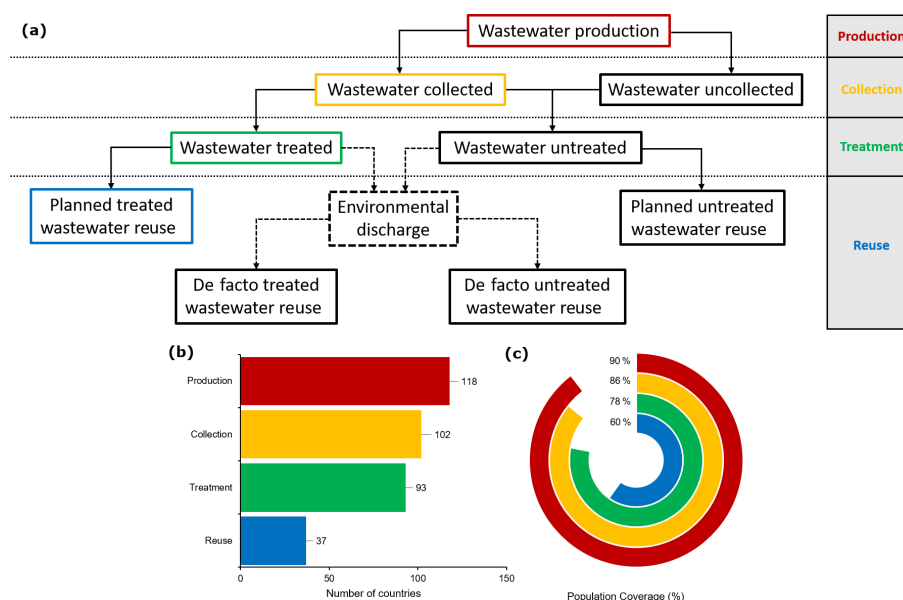 (a)
Wastewater production
Production
Wastewater collected
Wastewater uncollected
Collection
Wastewater treated
Wastewater untreated
Treatment
Planned treated
wastewater reuse
Environmental
discharge
Planned untreated
wastewater reuse
Reuse
De facto treated
wastewater reuse
De facto untreated
wastewater reuse
(b)
Production
118
Collection
102
Treatment
93
Reuse
37
0
50
100
150
Number of countries
(c)
90 %
86 %
78 %
60 %
Population Coverage (%)